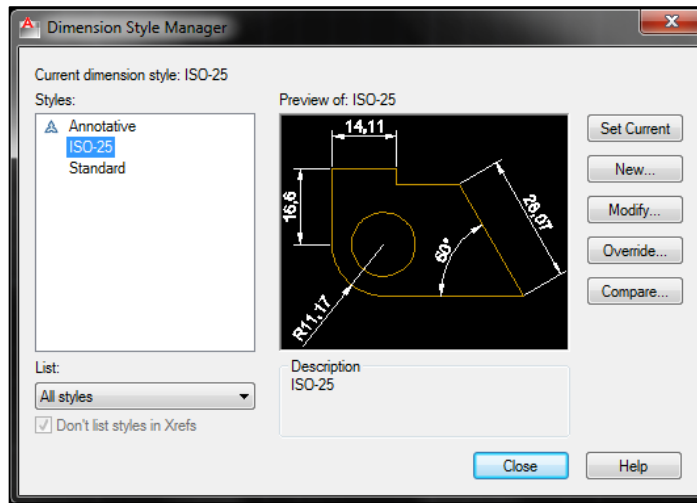 Dimension Style Manager
Current dimension style: ISO-25
Styles:
Annotative
ISO-25
Standard
Preview of: ISO-25
14,11
16,6
28,07
60°
R11,17
Set Current
New...
Modify...
Override...
Compare...
List:
All styles
Don't list styles in Xrefs
Description
ISO-25
Close
Help